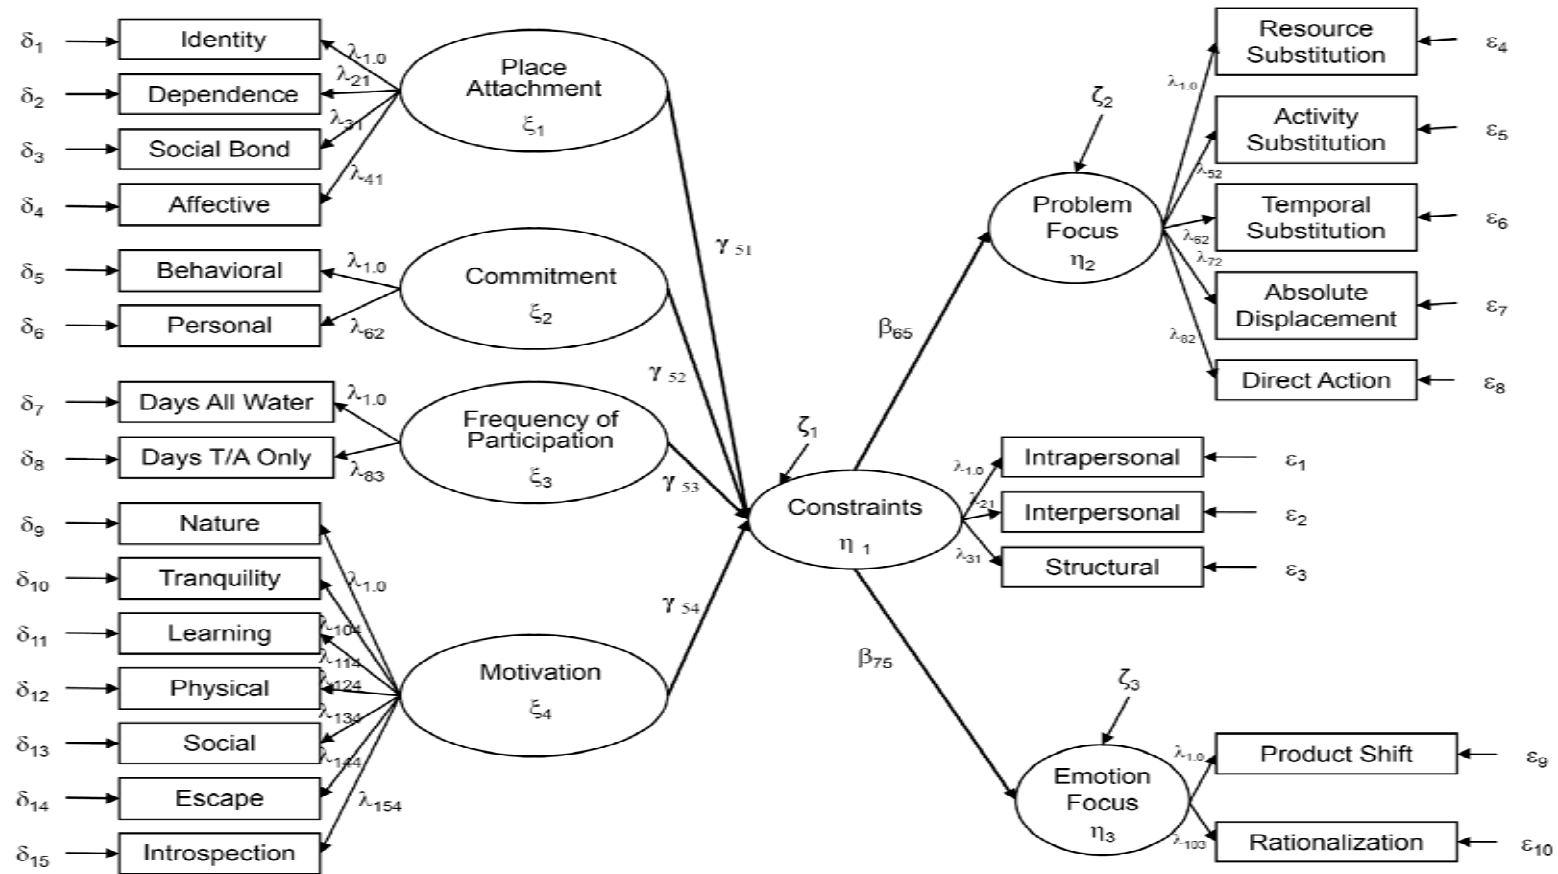 δ1
Identity
λ1.0
δ2
Dependence
λ21
δ3
Social Bond
λ31
δ4
Affective
λ41
Place
Attachment
ξ1
δ5
Behavioral
λ1.0
δ6
Personal
λ62
Commitment
ξ2
δ7
Days All Water
λ1.0
δ8
Days T/A Only
λ83
Frequency of
Participation
ξ3
δ9
Nature
δ10
Tranquility
λ1.0
δ11
Learning
λ104
λ114
δ12
Physical
λ124
λ134
δ13
Social
λ144
δ14
Escape
λ154
δ15
Introspection
Motivation
ξ4
γ 51
γ 52
γ 53
γ 54
ζ1
Constraints
η 1
β65
β75
λ1.0
Intrapersonal
ε1
λ21
Interpersonal
ε2
λ31
Structural
ε3
ζ2
Problem
Focus
η2
λ1.0
Resource
Substitution
ε4
λ52
Activity
Substitution
ε5
λ62
Temporal
Substitution
ε6
λ72
Absolute
Displacement
ε7
λ82
Direct Action
ε8
ζ3
Emotion
Focus
η3
λ1.0
Product Shift
ε9
λ103
Rationalization
ε10